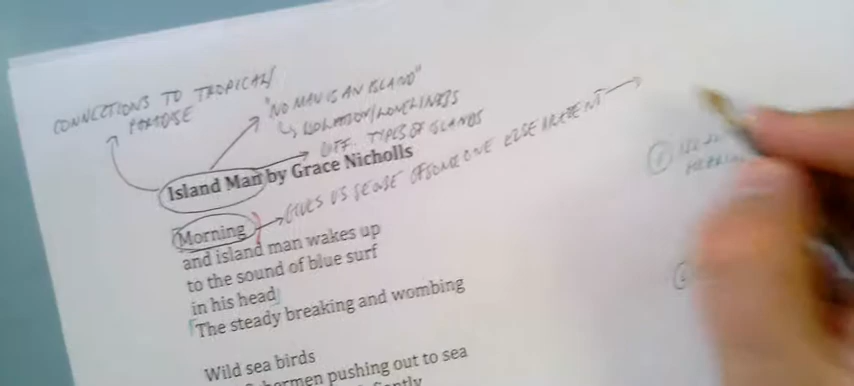 CONNECTIONS TO TROPICAL/
PARADISE
"NO MAN IS AN ISLAND"
ISOLATION/LONELINESS
DIFF. TYPES OF ISLANDS
Island Man by Grace Nicholls
GIVES US SENSE OF SOMEONE ELSE PRESENT
Morning
and island man wakes up
to the sound of blue surf
in his head
The steady breaking and wombing
Wild sea birds
pushing out to sea
1